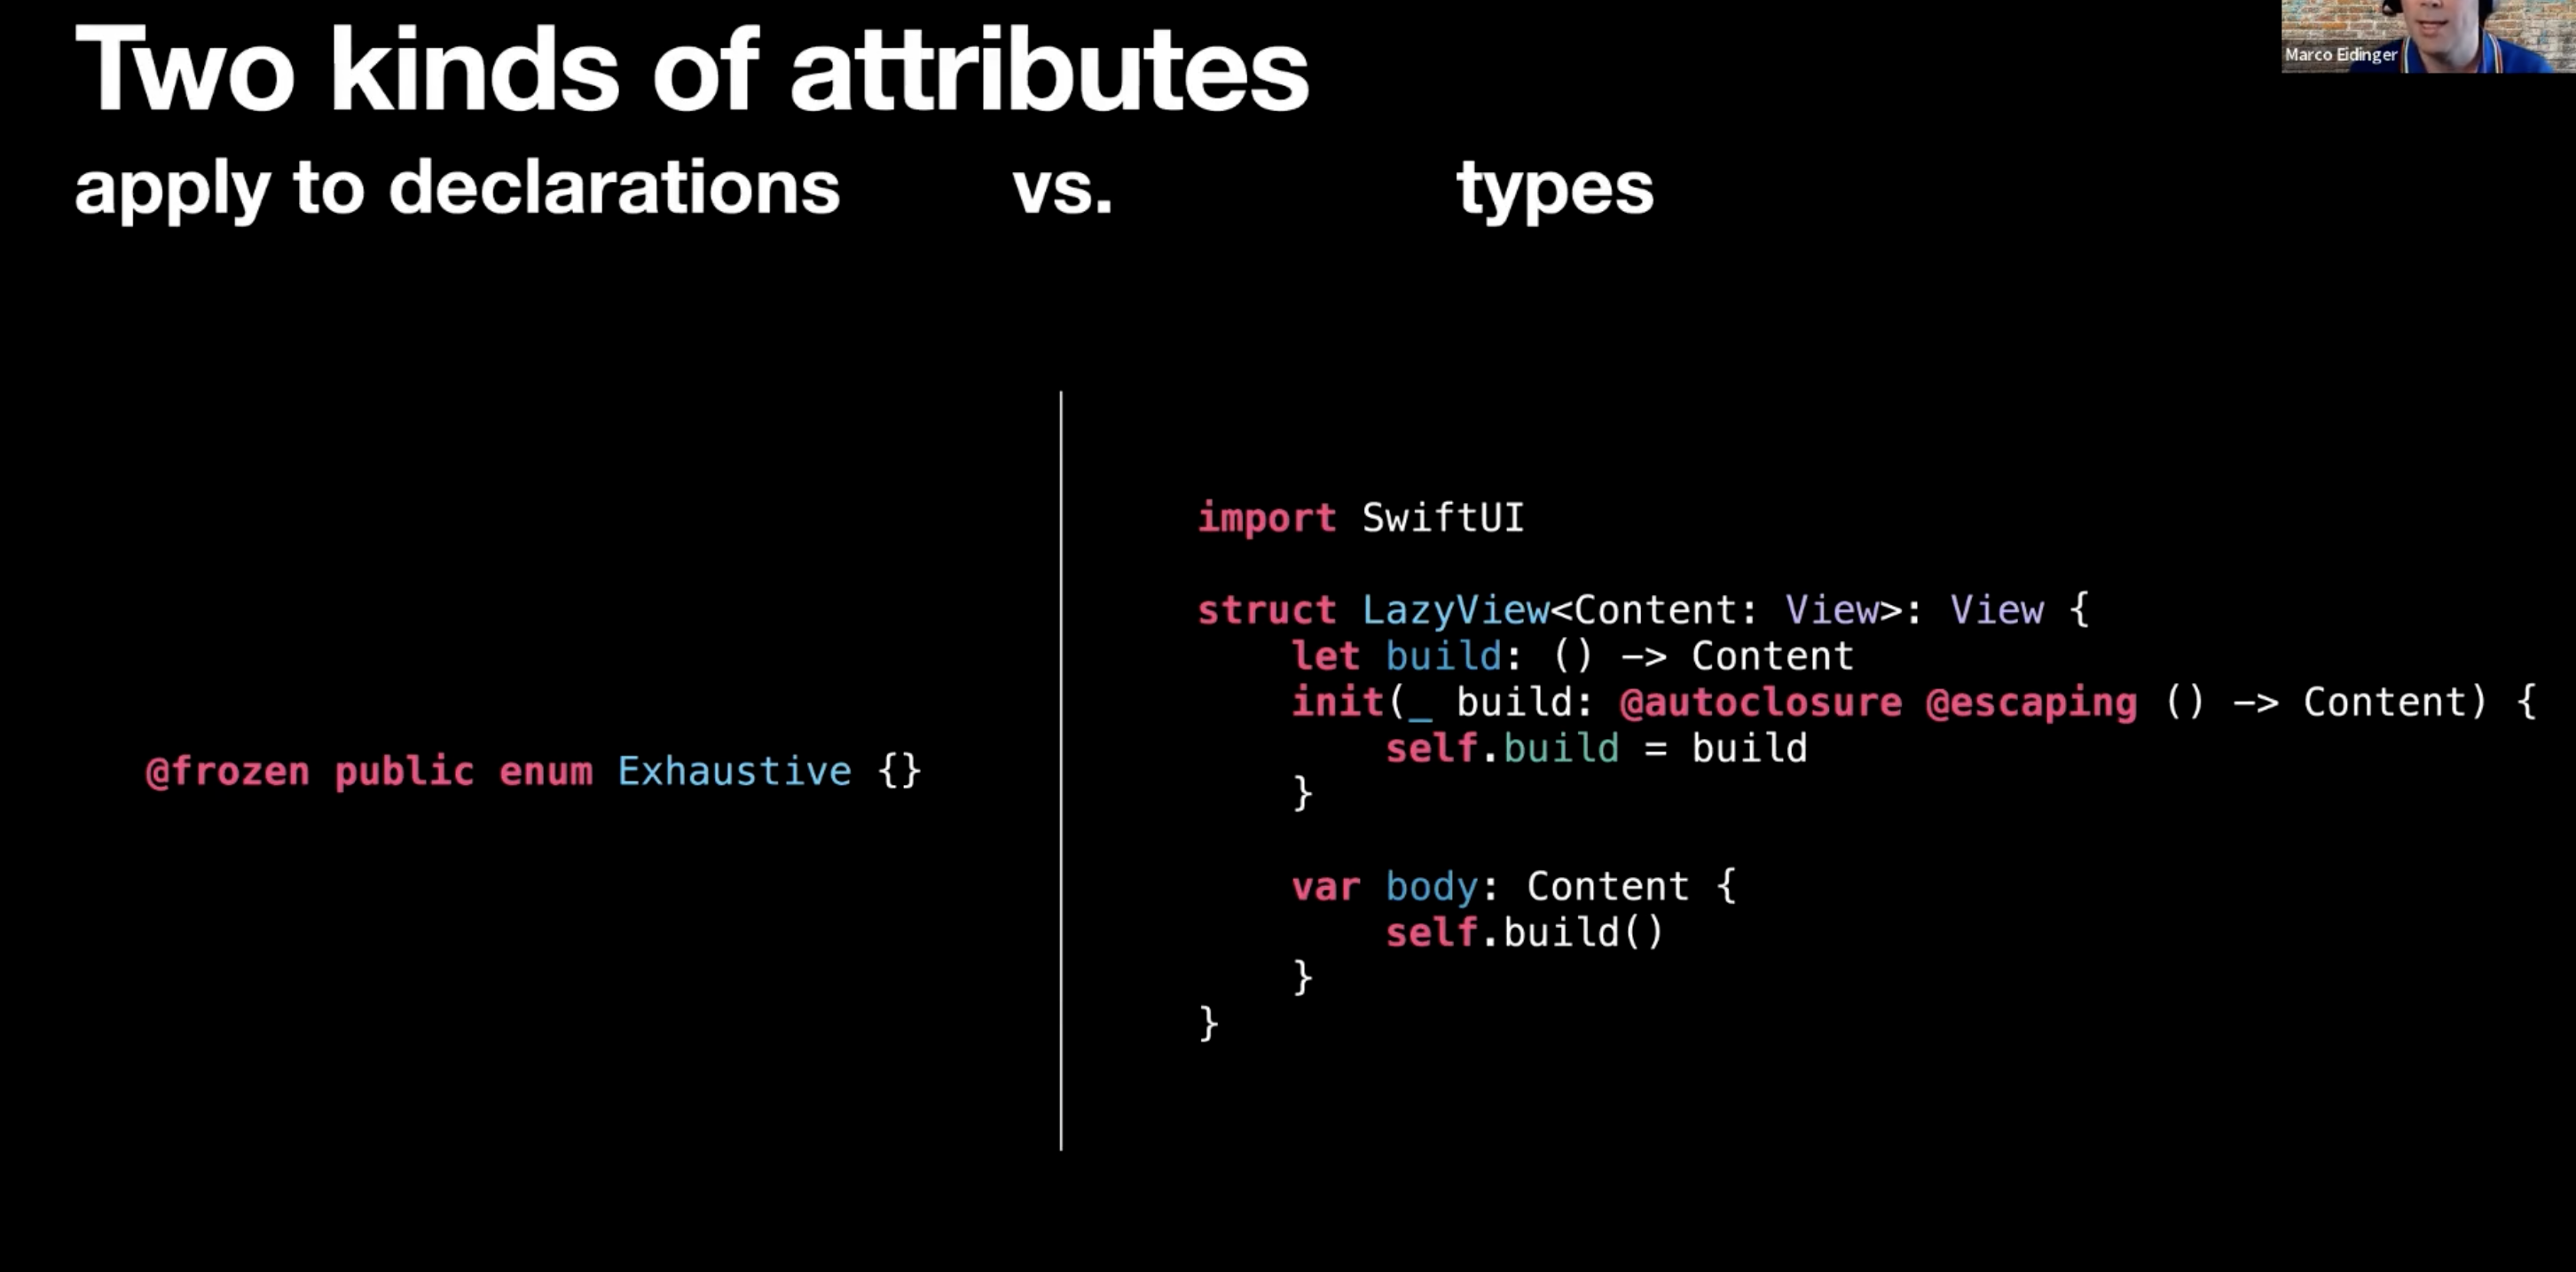 Two kinds of attributes
apply to declarations vs. types
Marco Eidinger
@frozen public enum Exhaustive {}
import SwiftUI
struct LazyView<Content: View>: View {
let build: () -> Content
init(_ build: @autoclosure @escaping () -> Content) {
self.build = build
}
var body: Content {
self.build()
}
}